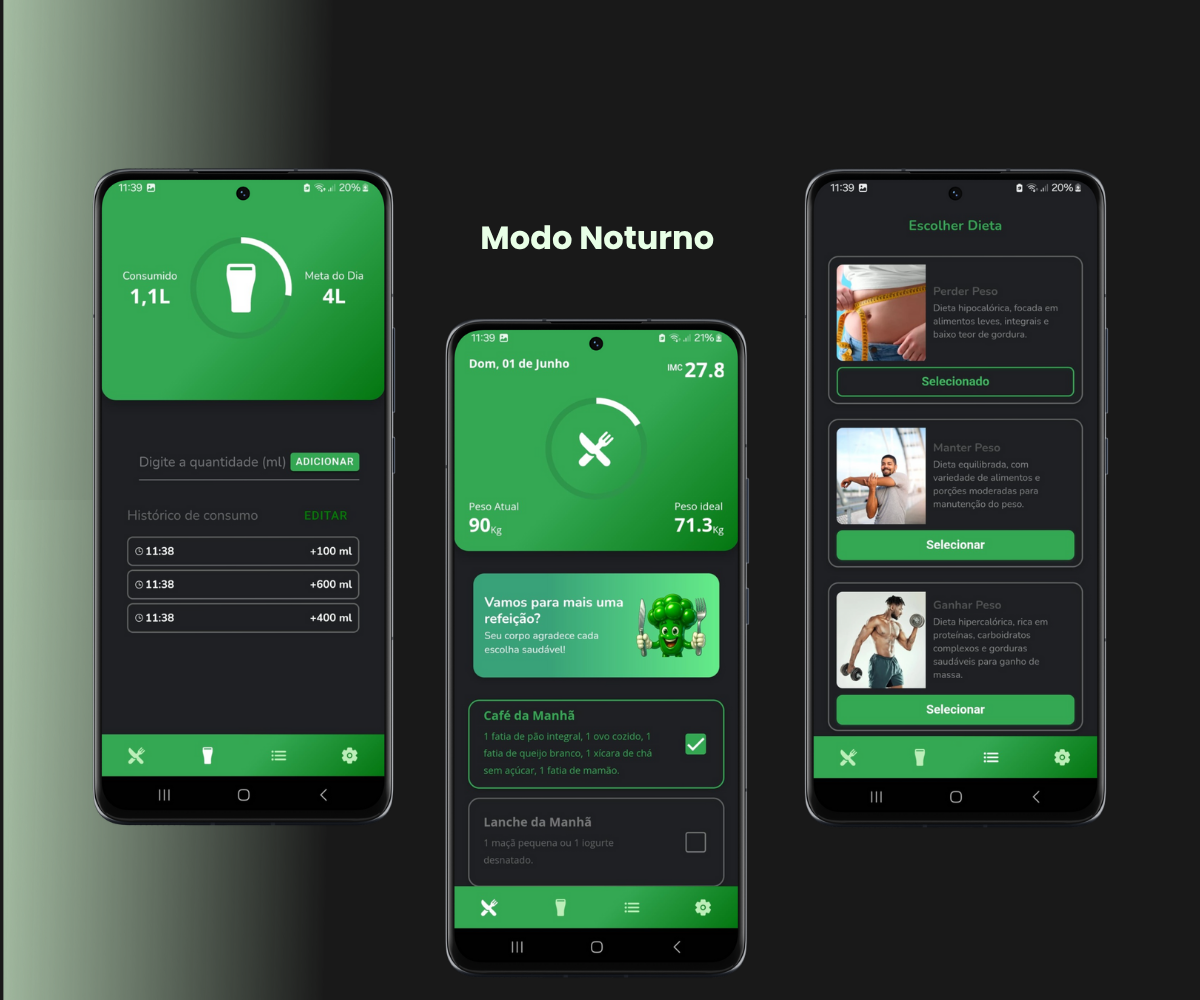 Modo Noturno
11:39
20%
Consumido
1,1L
Meta do Dia
4L
Digite a quantidade (ml)
ADICIONAR
Histórico de consumo
EDITAR
11:38
+100 ml
11:38
+600 ml
11:38
+400 ml
11:39
21%
Dom, 01 de Junho
IMC 27.8
Peso Atual
90Kg
Peso ideal
71.3Kg
Vamos para mais uma
refeição?
Seu corpo agradece cada
escolha saudável!
Café da Manhã
1 fatia de pão integral, 1 ovo cozido, 1
fatia de queijo branco, 1 xícara de chá
sem açúcar, 1 fatia de mamão.
Lanche da Manhã
1 maçã pequena ou 1 iogurte
desnatado.
11:39
20%
Escolher Dieta
Perder Peso
Dieta hipocalórica, focada em
alimentos leves, integrais e
baixo teor de gordura.
Selecionado
Manter Peso
Dieta equilibrada, com
variedade de alimentos e
porções moderadas para
manutenção do peso.
Selecionar
Ganhar Peso
Dieta hipercalórica, rica em
proteínas, carboidratos
complexos e gorduras
saudáveis para ganho de
massa.
Selecionar